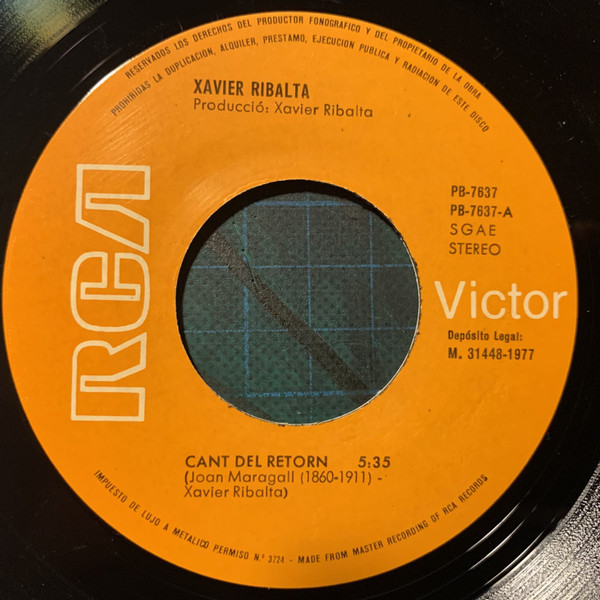 RESERVADOS LOS DERECHOS DEL PRODUCTOR FONOGRAFICO Y DEL PROPIETARIO DE LA OBRA
PROHIBIDAS LA DUPLICACION, ALQUILER, PRESTAMO, EJECUCION PUBLICA Y RADIACION DE ESTE DISCO
XAVIER RIBALTA
Producció: Xavier Ribalta
RCA
PB-7637
PB-7637-A
SGAE
STEREO
Victor
Depósito Legal:
M. 31448-1977
CANT DEL RETORN 5:35
(Joan Maragall (1860-1911) -
Xavier Ribalta)
IMPUESTO DE LUJO A METALICO PERMISO N.º 3724 - MADE FROM MASTER RECORDING OF RCA RECORDS